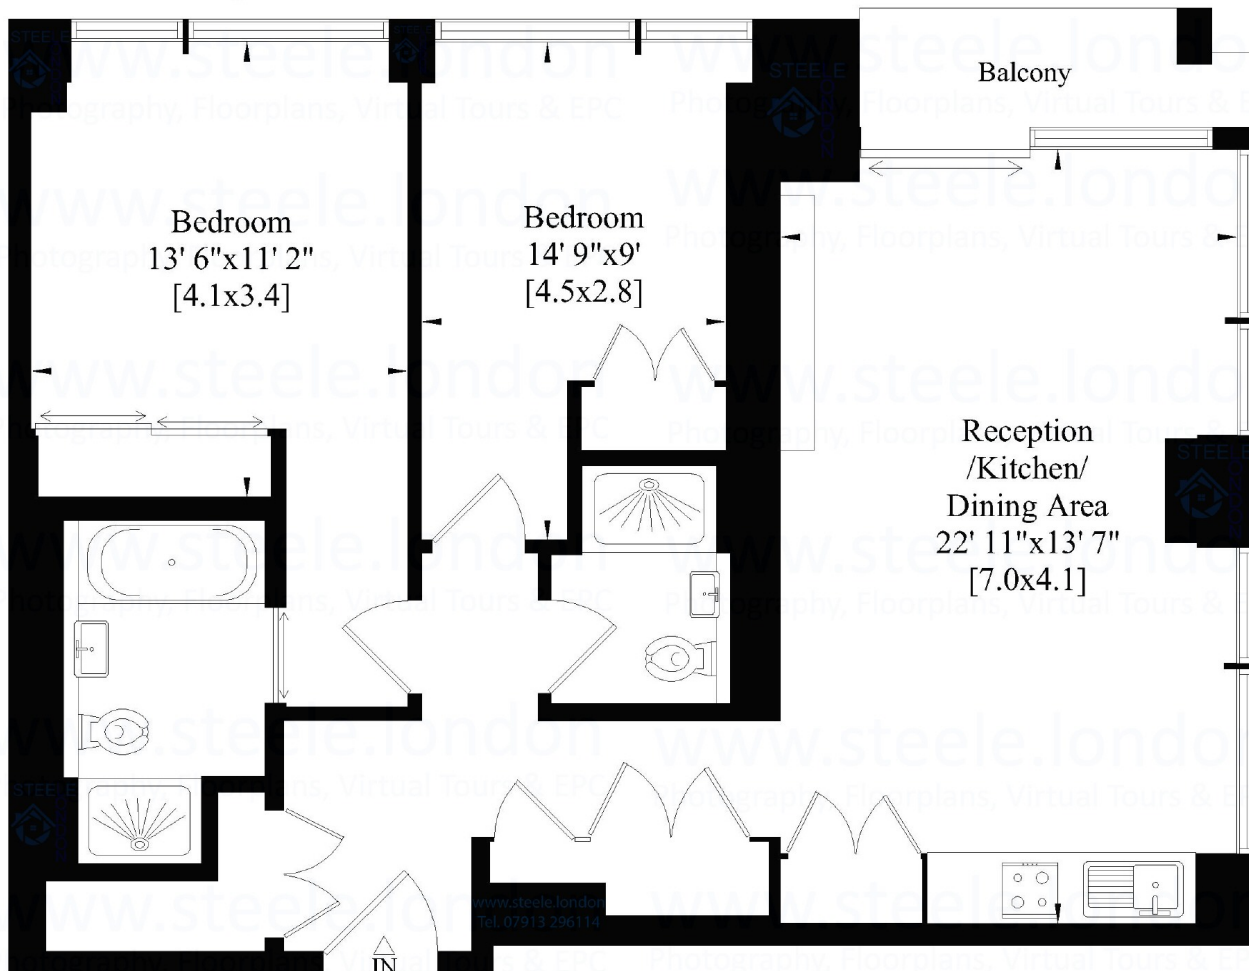 Balcony
Bedroom
13' 6"x11' 2"
[4.1x3.4]
Bedroom
14' 9"x9'
[4.5x2.8]
Reception
/Kitchen/
Dining Area
22' 11"x13' 7"
[7.0x4.1]
IN
www.steele.london
Tel. 07913 296114
www.steele.london
Photography, Floorplans, Virtual Tours & EPC
STEELE